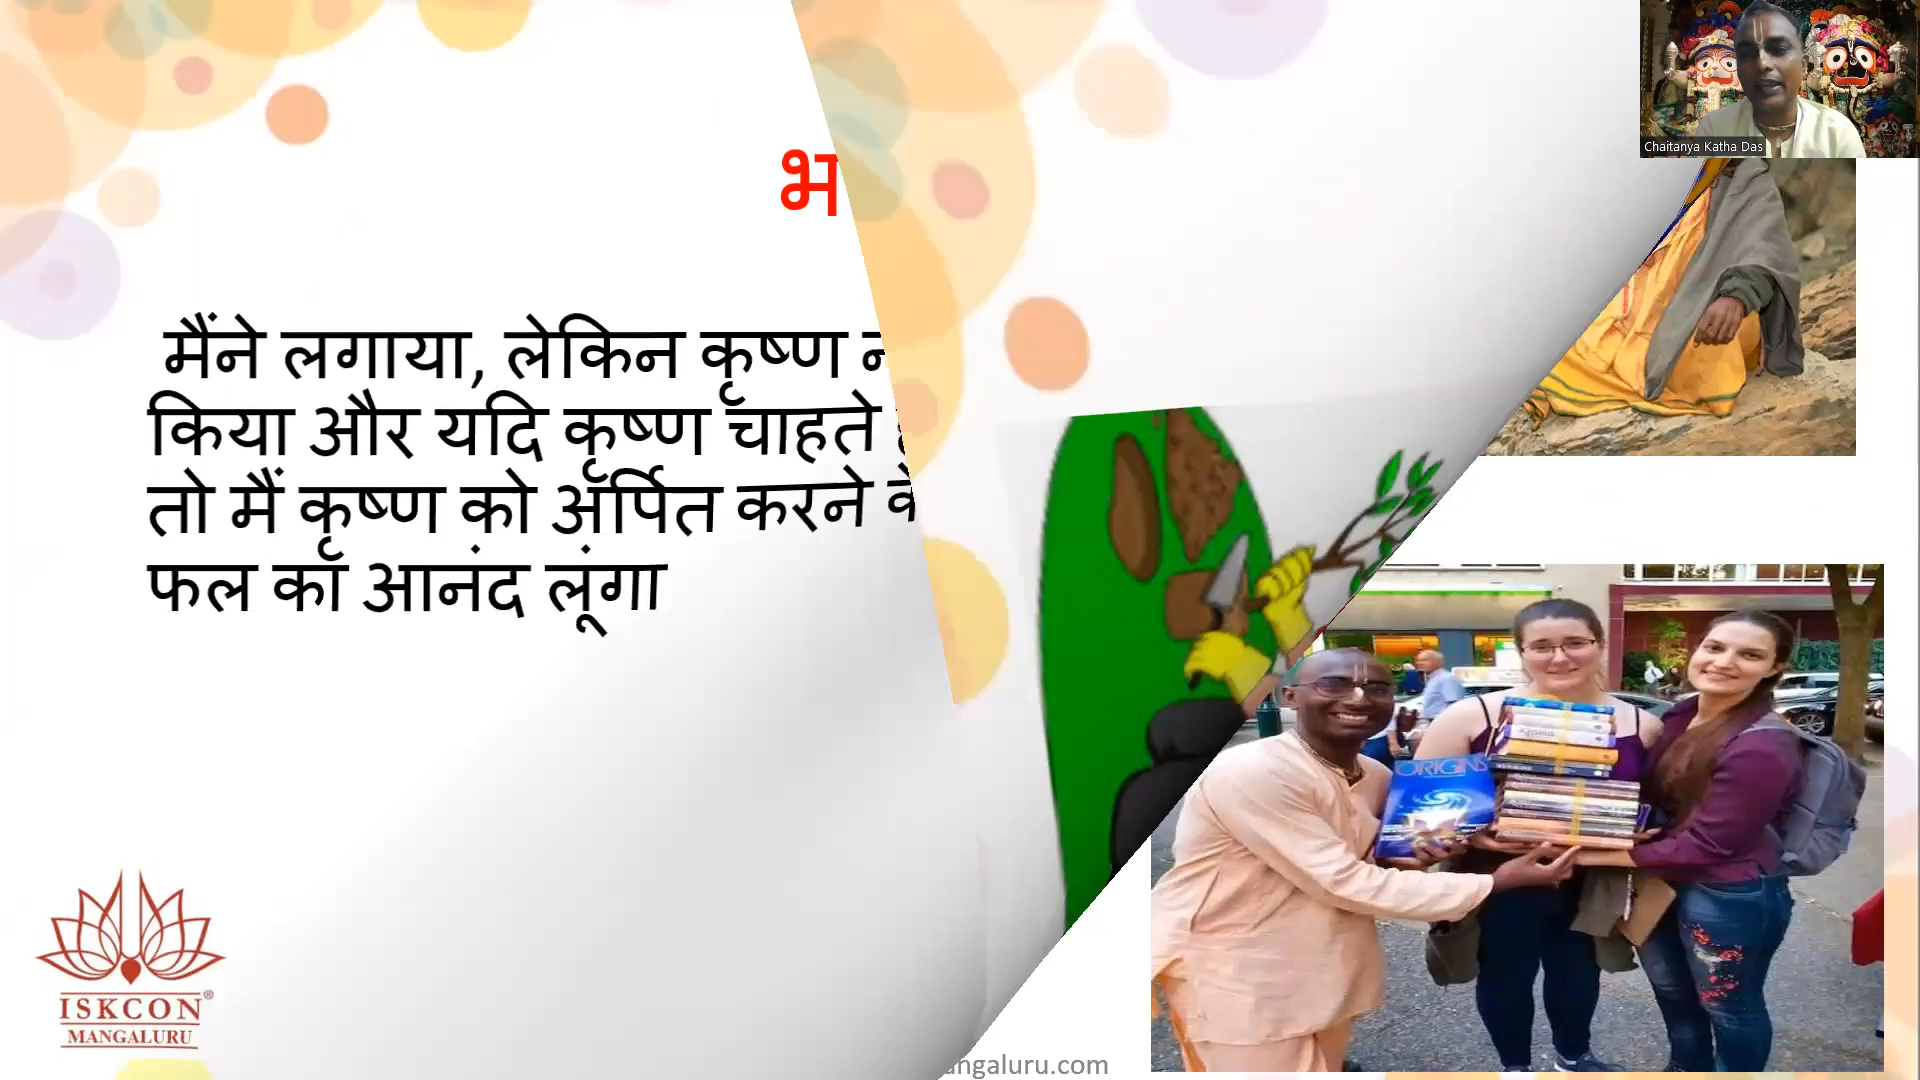 Chaitanya Katha Das
मैंने लगाया, लेकिन कृष्ण
किया और यदि कृष्ण चाहते
तो मैं कृष्ण को अर्पित करने
फल का आनंद लूंगा
ORIGINS
ISKCON®
MANGALURU
ngaluru.com